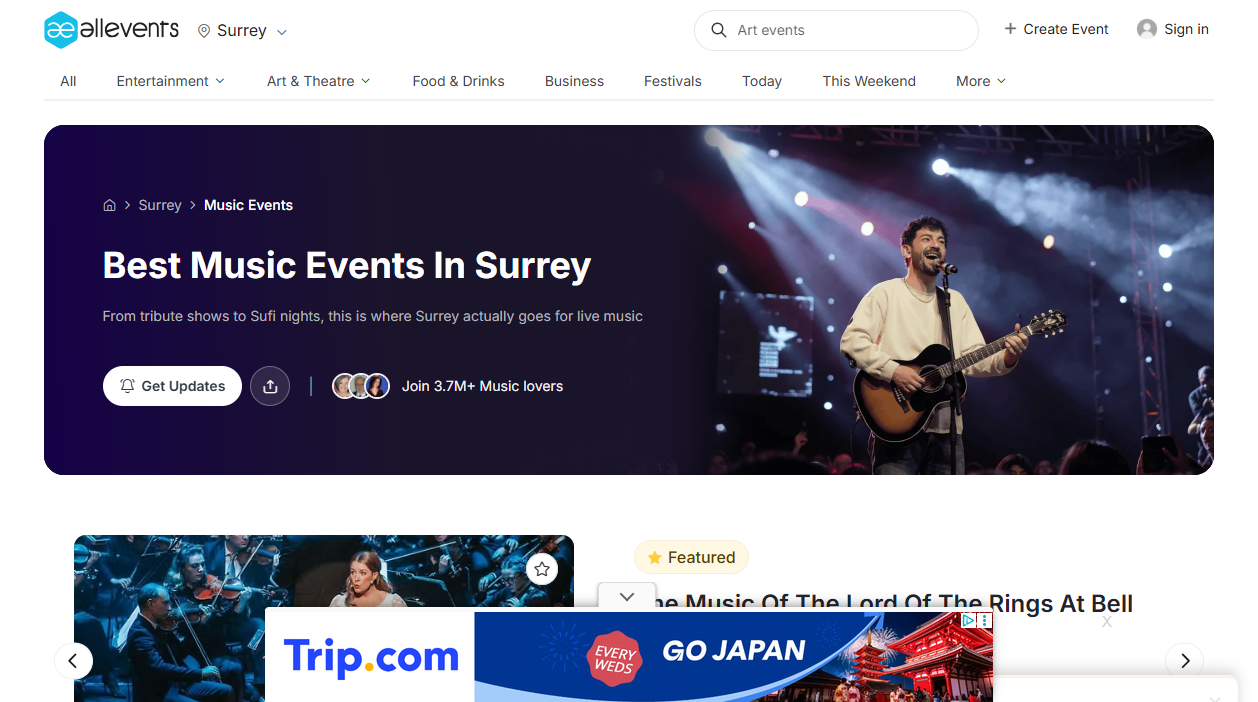 æ allevents
Surrey
Art events
Create Event
Sign in
All
Entertainment
Art & Theatre
Food & Drinks
Business
Festivals
Today
This Weekend
More
Surrey
Music Events
Best Music Events In Surrey
From tribute shows to Sufi nights, this is where Surrey actually goes for live music
Get Updates
Join 3.7M+ Music lovers
Featured
Music Of The Lord Of The Rings At Bell
X
Trip.com
EVERY
WEDS
GO JAPAN